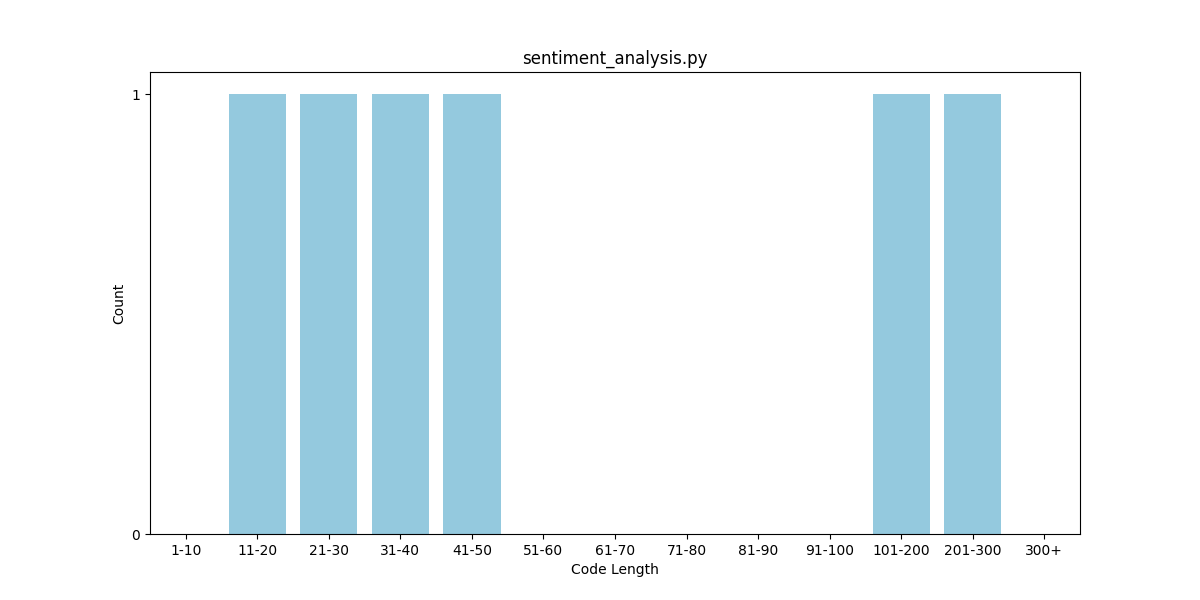 sentiment_analysis.py
1
Count
0
1-10 11-20 21-30 31-40 41-50 51-60 61-70 71-80 81-90 91-100 101-200 201-300 300+
Code Length